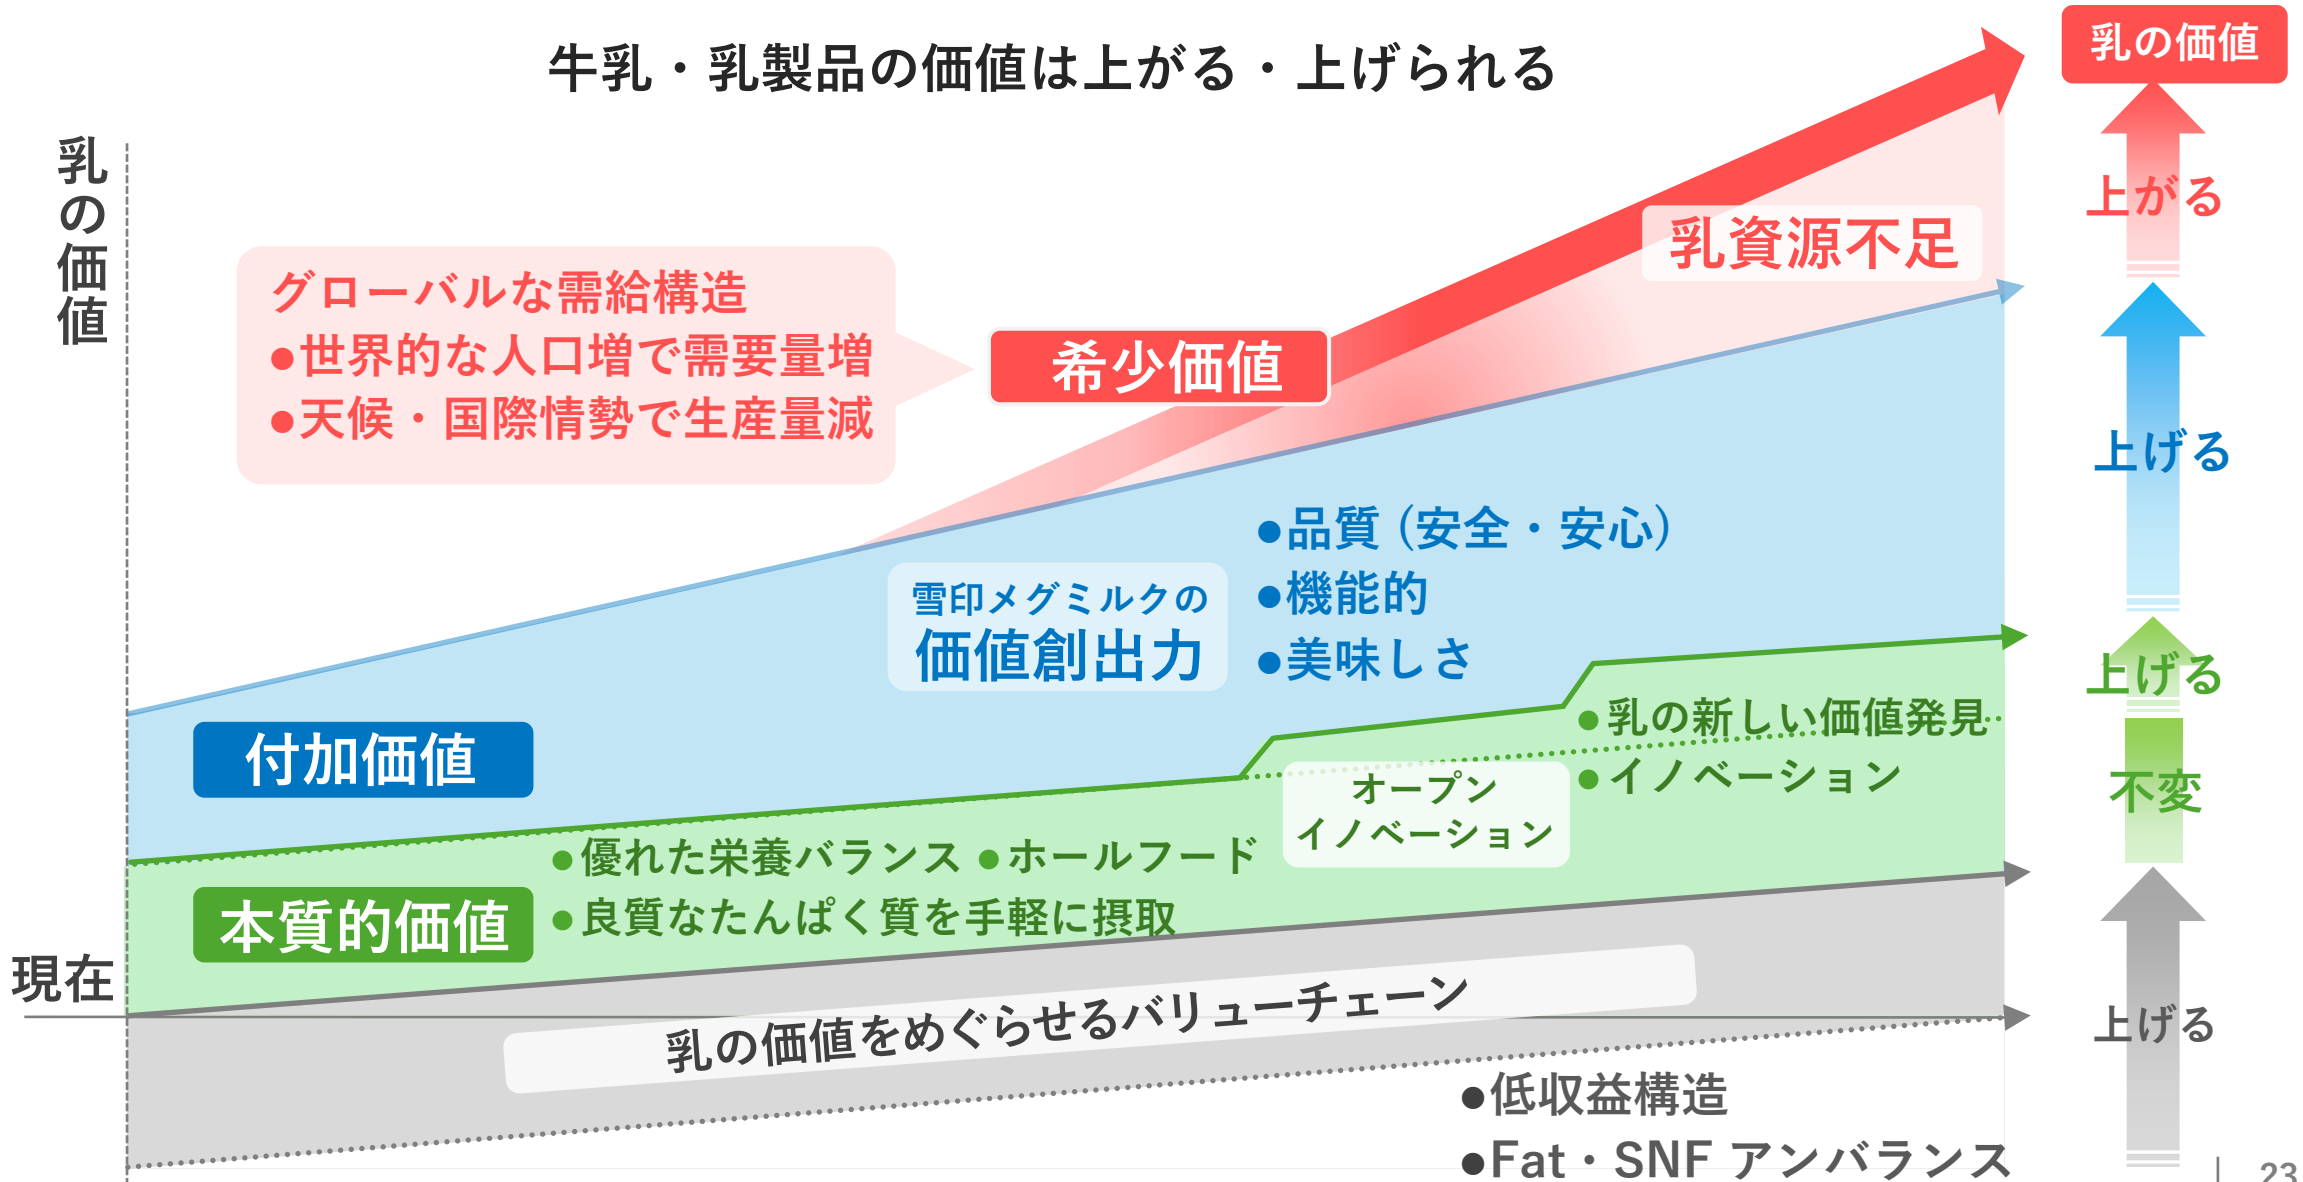 牛乳・乳製品の価値は上がる・上げられる
乳の価値
乳の価値
上がる
乳資源不足
グローバルな需給構造
●世界的な人口増で需要量増
●天候・国際情勢で生産量減
希少価値
上げる
●品質（安全・安心）
●機能的
●美味しさ
雪印メグミルクの
価値創出力
付加価値
上げる
●乳の新しい価値発見
●イノベーション
オープン
イノベーション
不変
●優れた栄養バランス ●ホールフード
●良質なたんぱく質を手軽に摂取
本質的価値
現在
乳の価値をめぐらせるバリューチェーン
上げる
●低収益構造
●Fat・SNF アンバランス
23